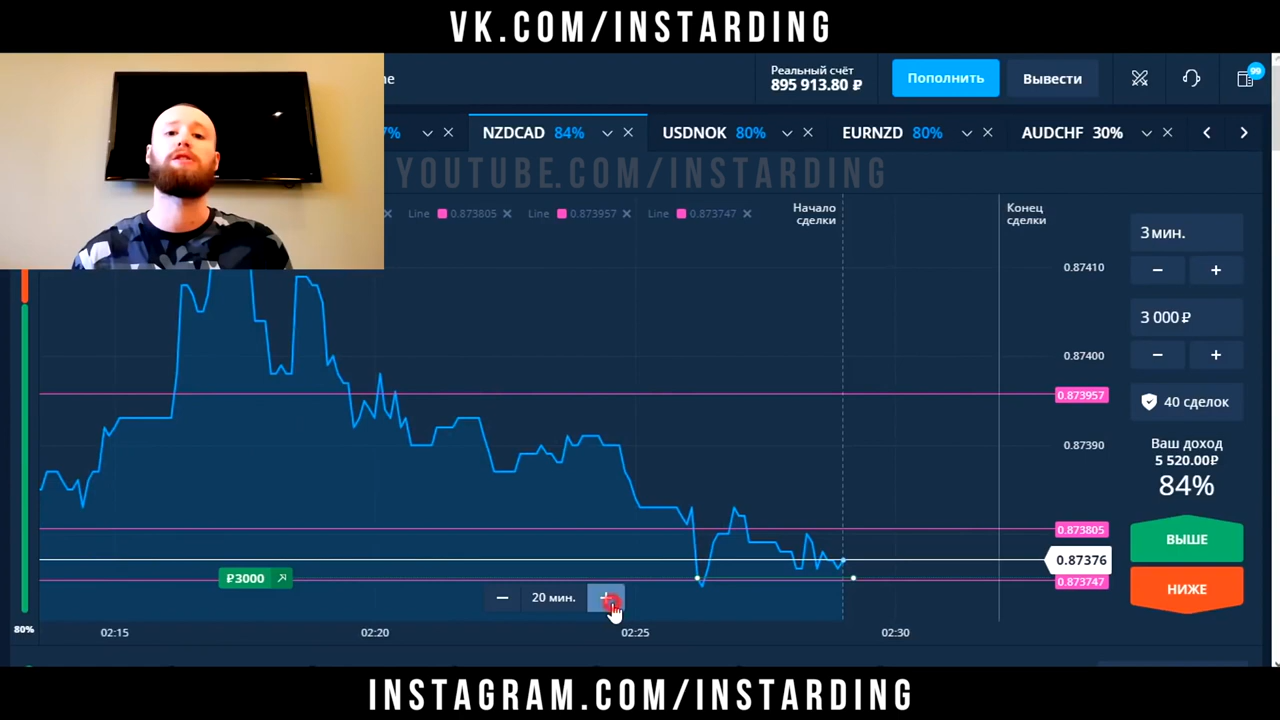 VK.COM/INSTARDING
Реальный счёт
895 913.80 ₽
Пополнить
Вывести
99
7%
NZDCAD 84%
USDNOK 80%
EURNZD 80%
AUDCHF 30%
YOUTUBE.COM/INSTARDING
Line 0.873805
Line 0.873957
Line 0.873747
Начало сделки
Конец сделки
3 мин.
0.87410
3 000 ₽
0.87400
0.873957
40 сделок
0.87390
Ваш доход
5 520.00₽
84%
0.873805
ВЫШЕ
0.87376
0.873747
₽3000
НИЖЕ
20 мин.
80%
02:15
02:20
02:25
02:30
INSTAGRAM.COM/INSTARDING